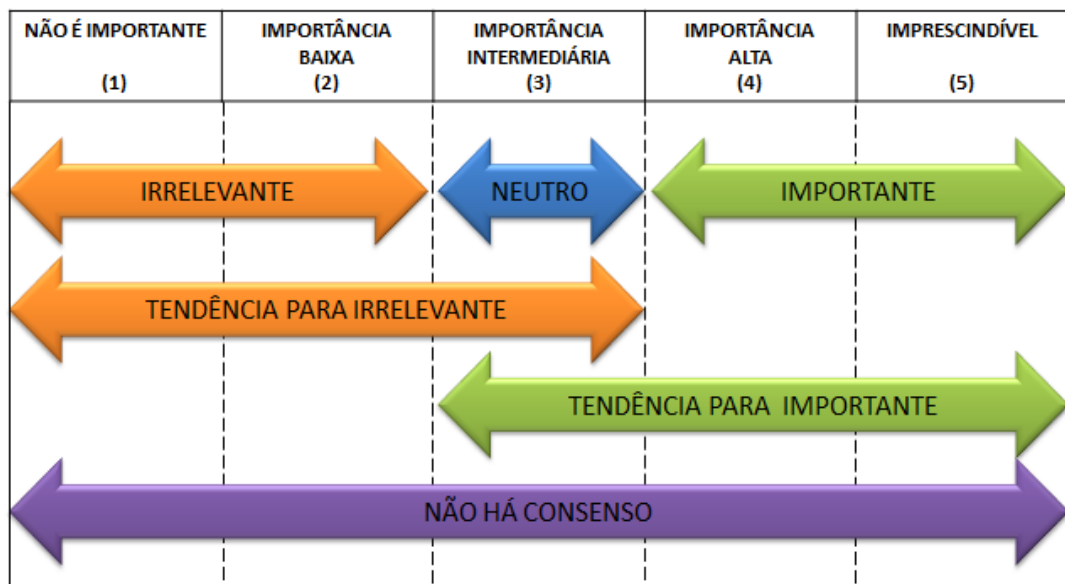 NÃO É IMPORTANTE
(1)
IMPORTÂNCIA
BAIXA
(2)
IMPORTÂNCIA
INTERMEDIÁRIA
(3)
IMPORTÂNCIA
ALTA
(4)
IMPRESCINDÍVEL
(5)
IRRELEVANTE
NEUTRO
IMPORTANTE
TENDÊNCIA PARA IRRELEVANTE
TENDÊNCIA PARA IMPORTANTE
NÃO HÁ CONSENSO